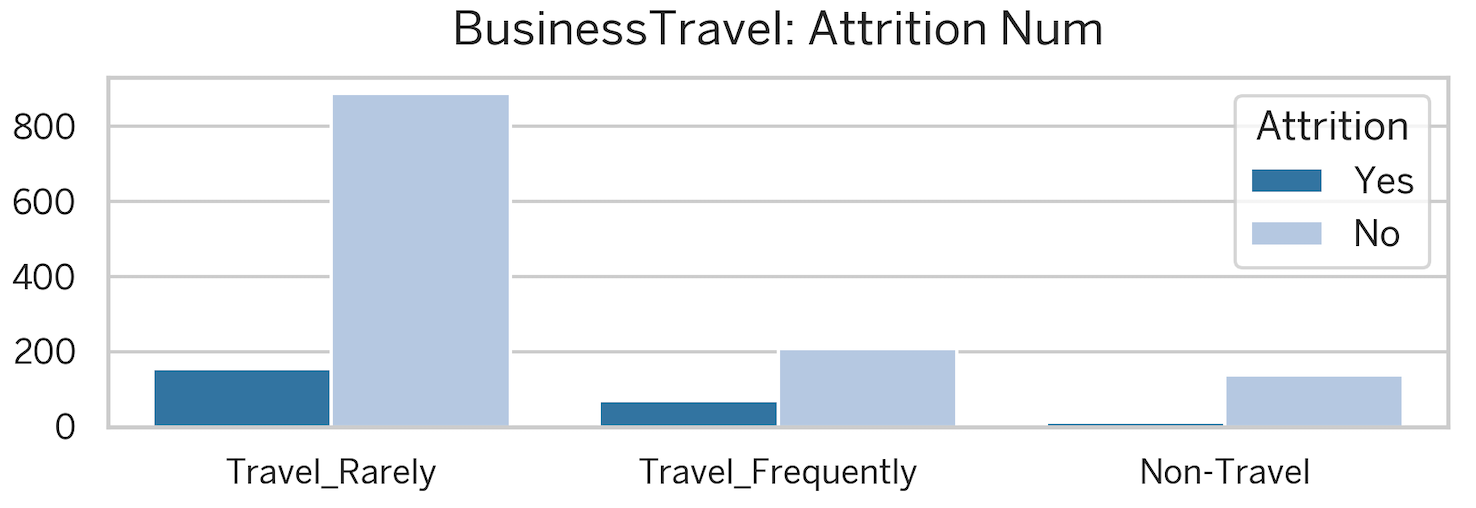 BusinessTravel: Attrition Num
800
600
400
200
0
Attrition
Yes
No
Travel_Rarely
Travel_Frequently
Non-Travel